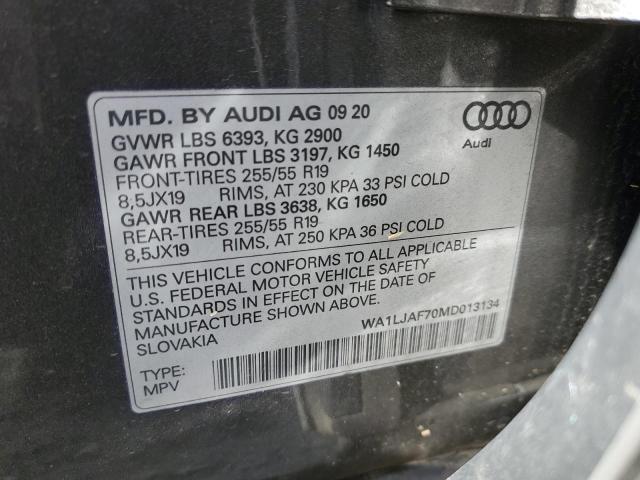 MFD. BY AUDI AG 09 20
Audi
GVWR LBS 6393, KG 2900
GAWR FRONT LBS 3197, KG 1450
FRONT-TIRES 255/55 R19
8,5JX19 RIMS, AT 230 KPA 33 PSI COLD
GAWR REAR LBS 3638, KG 1650
REAR-TIRES 255/55 R19
8,5JX19 RIMS, AT 250 KPA 36 PSI COLD
THIS VEHICLE CONFORMS TO ALL APPLICABLE
U.S. FEDERAL MOTOR VEHICLE SAFETY
STANDARDS IN EFFECT ON THE DATE OF
MANUFACTURE SHOWN ABOVE.
SLOVAKIA
WA1LJAF70MD013134
TYPE:
MPV